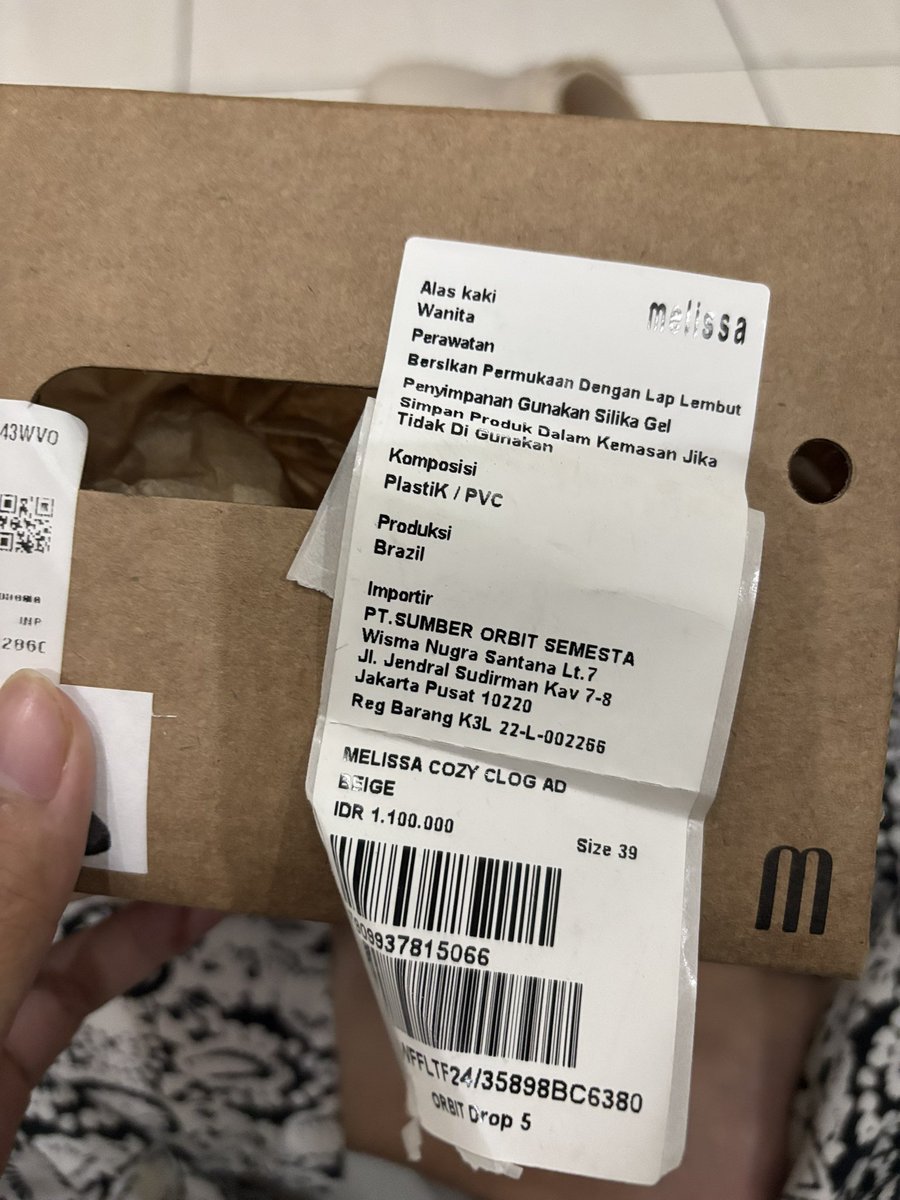 Alas kaki
Wanita
melissa
Perawatan
Bersikan Permukaan Dengan Lap Lembut
Penyimpanan Gunakan Silika Gel
Simpan Produk Dalam Kemasan Jika
Tidak Di Gunakan
Komposisi
PlastiK / PVC
Produksi
Brazil
Importir
PT.SUMBER ORBIT SEMESTA
Wisma Nugra Santana Lt.7
Jl. Jendral Sudirman Kav 7-8
Jakarta Pusat 10220
Reg Barang K3L 22-L-002266
MELISSA COZY CLOG AD
BEIGE
IDR 1.100.000
Size 39
09937815066
FFLTF24/35898BC6380
ORBIT Drop 5
43WVO
m